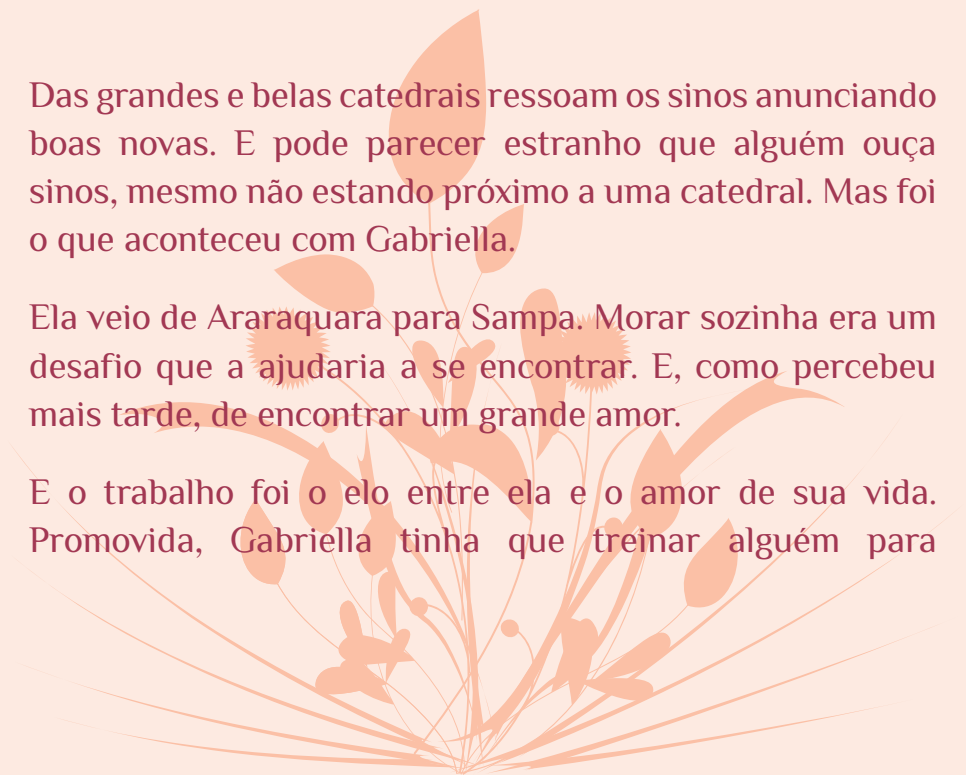 Das grandes e belas catedrais ressoam os sinos anunciando
boas novas. E pode parecer estranho que alguém ouça
sinos, mesmo não estando próximo a uma catedral. Mas foi
o que aconteceu com Gabriella.
Ela veio de Araraquara para Sampa. Morar sozinha era um
desafio que a ajudaria a se encontrar. E, como percebeu
mais tarde, de encontrar um grande amor.
E o trabalho foi o elo entre ela e o amor de sua vida.
Promovida, Gabriella tinha que treinar alguém para